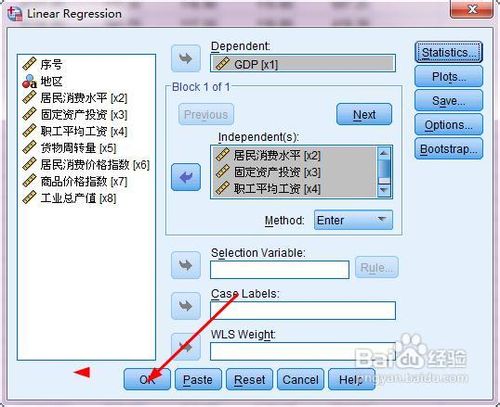 Linear Regression
序号
地区
居民消费水平 [x2]
固定资产投资 [x3]
职工平均工资 [x4]
货物周转量 [x5]
居民消费价格指数 [x6]
商品价格指数 [x7]
工业总产值 [x8]
Dependent:
GDP [x1]
Block 1 of 1
Previous
Next
Independent(s):
居民消费水平 [x2]
固定资产投资 [x3]
职工平均工资 [x4]
Method:
Enter
Selection Variable:
Rule...
Case Labels:
WLS Weight:
Statistics...
Plots...
Save...
Options...
Bootstrap...
OK
Paste
Reset
Cancel
Help
Baidu 经验
jingyan.baidu.com